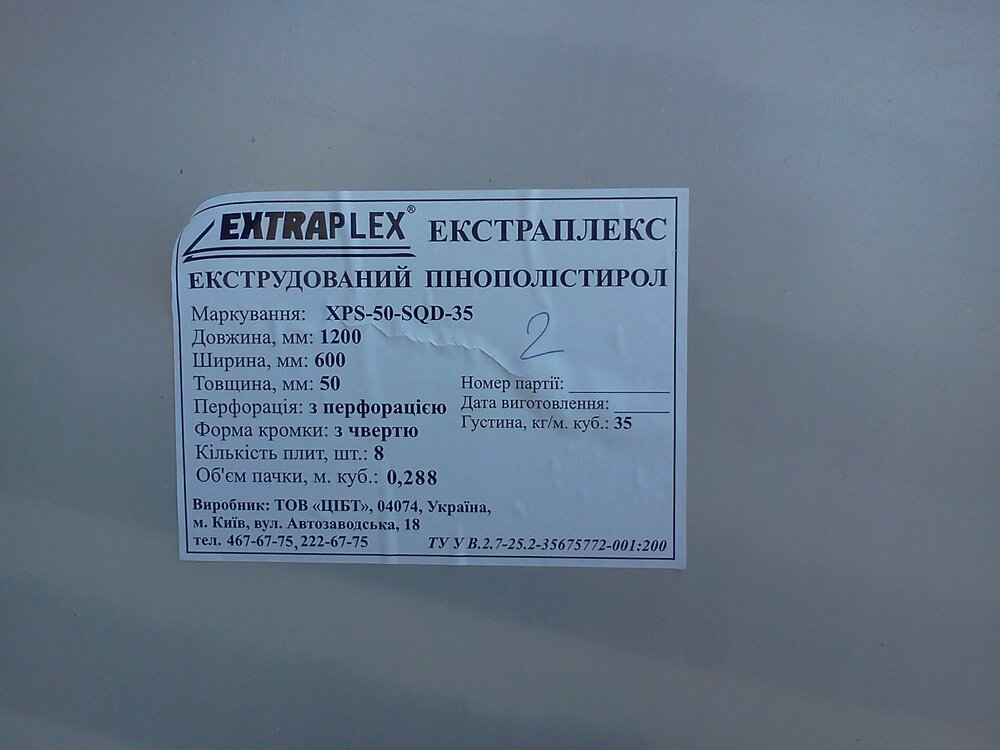 EXTRAPLEX® ЕКСТРАПЛЕКС
ЕКСТРУДОВАНИЙ ПІНОПОЛІСТИРОЛ
Маркування: XPS-50-SQD-35
2
Довжина, мм: 1200
Ширина, мм: 600
Товщина, мм: 50
Перфорація: з перфорацією
Форма кромки: з чвертю
Кількість плит, шт.: 8
Об'єм пачки, м. куб.: 0,288
Номер партії:
Дата виготовлення:
Густина, кг/м. куб.: 35
Виробник: ТОВ «ЦІБТ», 04074, Україна,
м. Київ, вул. Автозаводська, 18
тел. 467-67-75, 222-67-75
ТУ У В.2.7-25.2-35675772-001:200